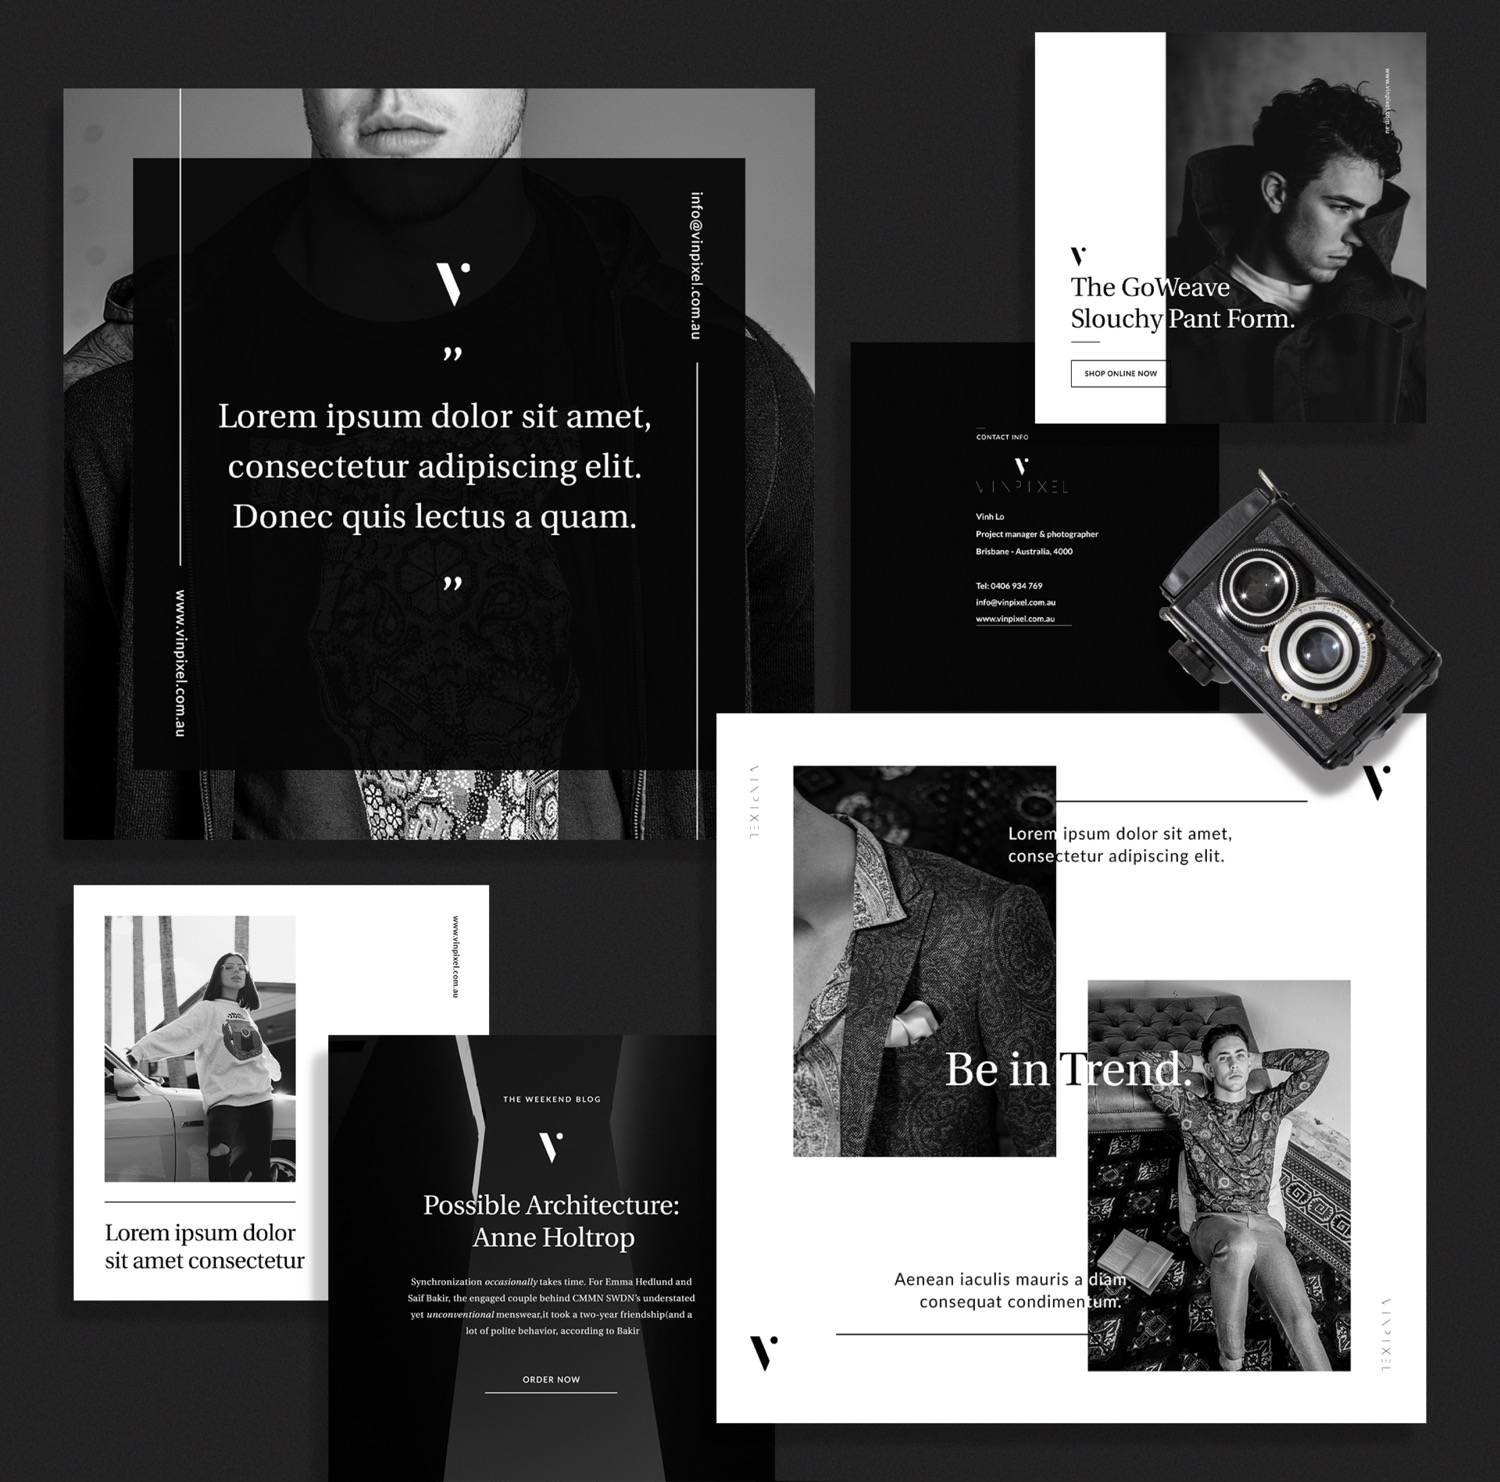 info@vinpixel.com.au
V
”
Lorem ipsum dolor sit amet,
consectetur adipiscing elit.
Donec quis lectus a quam.
”
www.vinpixel.com.au
www.vinpixel.com.au
V
The GoWeave
Slouchy Pant Form.
SHOP ONLINE NOW
CONTACT INFO
V
VINPIXEL
Vinh Lo
Project manager & photographer
Brisbane - Australia, 4000
Tel: 0406 934 769
info@vinpixel.com.au
www.vinpixel.com.au
VINPIXEL
V
Lorem ipsum dolor sit amet,
consectetur adipiscing elit.
Be in Trend.
Aenean iaculis mauris a diam
consequat condimentum.
V
VINPIXEL
www.vinpixel.com.au
Lorem ipsum dolor
sit amet consectetur
THE WEEKEND BLOG
V
Possible Architecture:
Anne Holtrop
Synchronization occasionally takes time. For Emma Hedlund and
Saif Bakir, the engaged couple behind CMMN SWDN's understated
yet unconventional menswear,it took a two-year friendship(and a
lot of polite behavior, according to Bakir
ORDER NOW